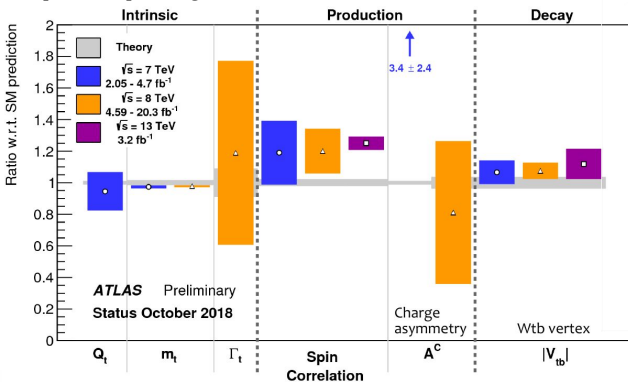 Intrinsic Production Decay
Ratio w.r.t. SM prediction
2
1.8
1.6
1.4
1.2
1
0.8
0.6
0.4
0.2
0
Theory
√s = 7 TeV
2.05 - 4.7 fb⁻¹
√s = 8 TeV
4.59 - 20.3 fb⁻¹
√s = 13 TeV
3.2 fb⁻¹
3.4 ± 2.4
ATLAS Preliminary
Status October 2018
Charge
asymmetry
Wtb vertex
Qt mt Γt
Spin
Correlation
Aᶜ
|Vtb|